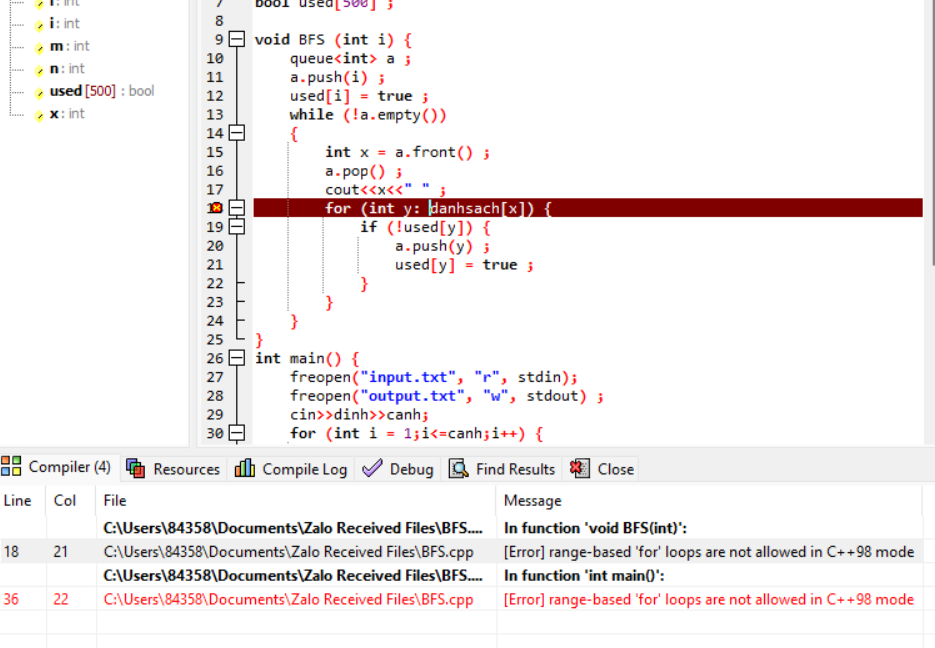 i : int
m : int
n : int
used [500] : bool
x : int
7 bool used[500] ;
8
9 void BFS (int i) {
10 queue<int> a ;
11 a.push(i) ;
12 used[i] = true ;
13 while (!a.empty())
14 {
15 int x = a.front() ;
16 a.pop() ;
17 cout<<x<<" " ;
for (int y: danhsach[x]) {
19 if (!used[y]) {
20 a.push(y) ;
21 used[y] = true ;
22 }
23 }
24 }
25 }
26 int main() {
27 freopen("input.txt", "r", stdin);
28 freopen("output.txt", "w", stdout) ;
29 cin>>dinh>>canh;
30 for (int i = 1;i<=canh;i++) {
Compiler (4) Resources Compile Log Debug Find Results Close
Line Col File Message
C:\Users\84358\Documents\Zalo Received Files\BFS.... In function 'void BFS(int)':
18 21 C:\Users\84358\Documents\Zalo Received Files\BFS.cpp [Error] range-based 'for' loops are not allowed in C++98 mode
C:\Users\84358\Documents\Zalo Received Files\BFS.... In function 'int main()':
36 22 C:\Users\84358\Documents\Zalo Received Files\BFS.cpp [Error] range-based 'for' loops are not allowed in C++98 mode